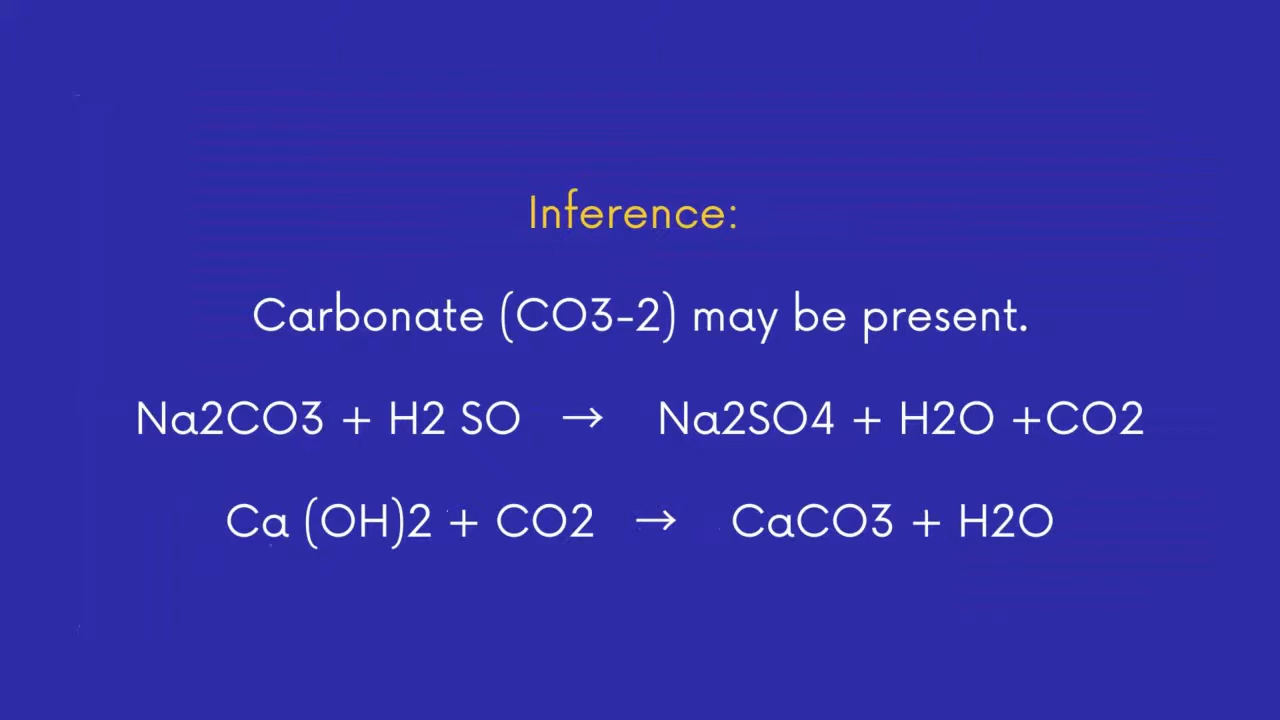 Inference:
Carbonate (CO3-2) may be present.
Na2CO3 + H2 SO → Na2SO4 + H2O +CO2
Ca (OH)2 + CO2 → CaCO3 + H2O